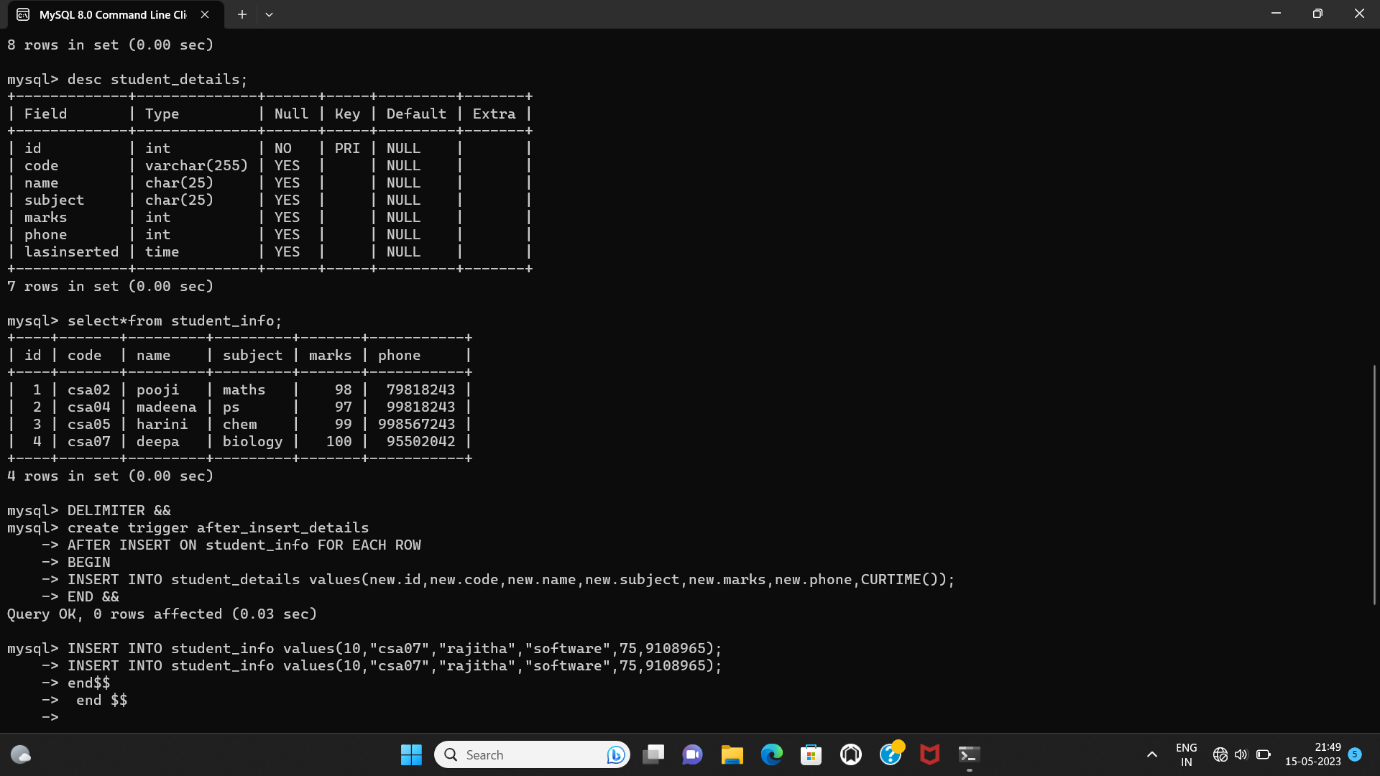 MySQL 8.0 Command Line Cli
8 rows in set (0.00 sec)
mysql> desc student_details;
+-------------+--------------+------+-----+---------+-------+
| Field       | Type         | Null | Key | Default | Extra |
+-------------+--------------+------+-----+---------+-------+
| id          | int          | NO   | PRI | NULL    |       |
| code        | varchar(255) | YES  |     | NULL    |       |
| name        | char(25)     | YES  |     | NULL    |       |
| subject     | char(25)     | YES  |     | NULL    |       |
| marks       | int          | YES  |     | NULL    |       |
| phone       | int          | YES  |     | NULL    |       |
| lasinserted | time         | YES  |     | NULL    |       |
+-------------+--------------+------+-----+---------+-------+
7 rows in set (0.00 sec)
mysql> select*from student_info;
+----+-------+---------+---------+-------+-----------+
| id | code  | name    | subject | marks | phone     |
+----+-------+---------+---------+-------+-----------+
|  1 | csa02 | pooji   | maths   |    98 |  79818243 |
|  2 | csa04 | madeena | ps      |    97 |  99818243 |
|  3 | csa05 | harini  | chem    |    99 | 998567243 |
|  4 | csa07 | deepa   | biology |   100 |  95502042 |
+----+-------+---------+---------+-------+-----------+
4 rows in set (0.00 sec)
mysql> DELIMITER &&
mysql> create trigger after_insert_details
    -> AFTER INSERT ON student_info FOR EACH ROW
    -> BEGIN
    -> INSERT INTO student_details values(new.id,new.code,new.name,new.subject,new.marks,new.phone,CURTIME());
    -> END &&
Query OK, 0 rows affected (0.03 sec)
mysql> INSERT INTO student_info values(10,"csa07","rajitha","software",75,9108965);
    -> INSERT INTO student_info values(10,"csa07","rajitha","software",75,9108965);
    -> end$$
    ->  end $$
    ->
Search
ENG
IN
21:49
15-05-2023
5